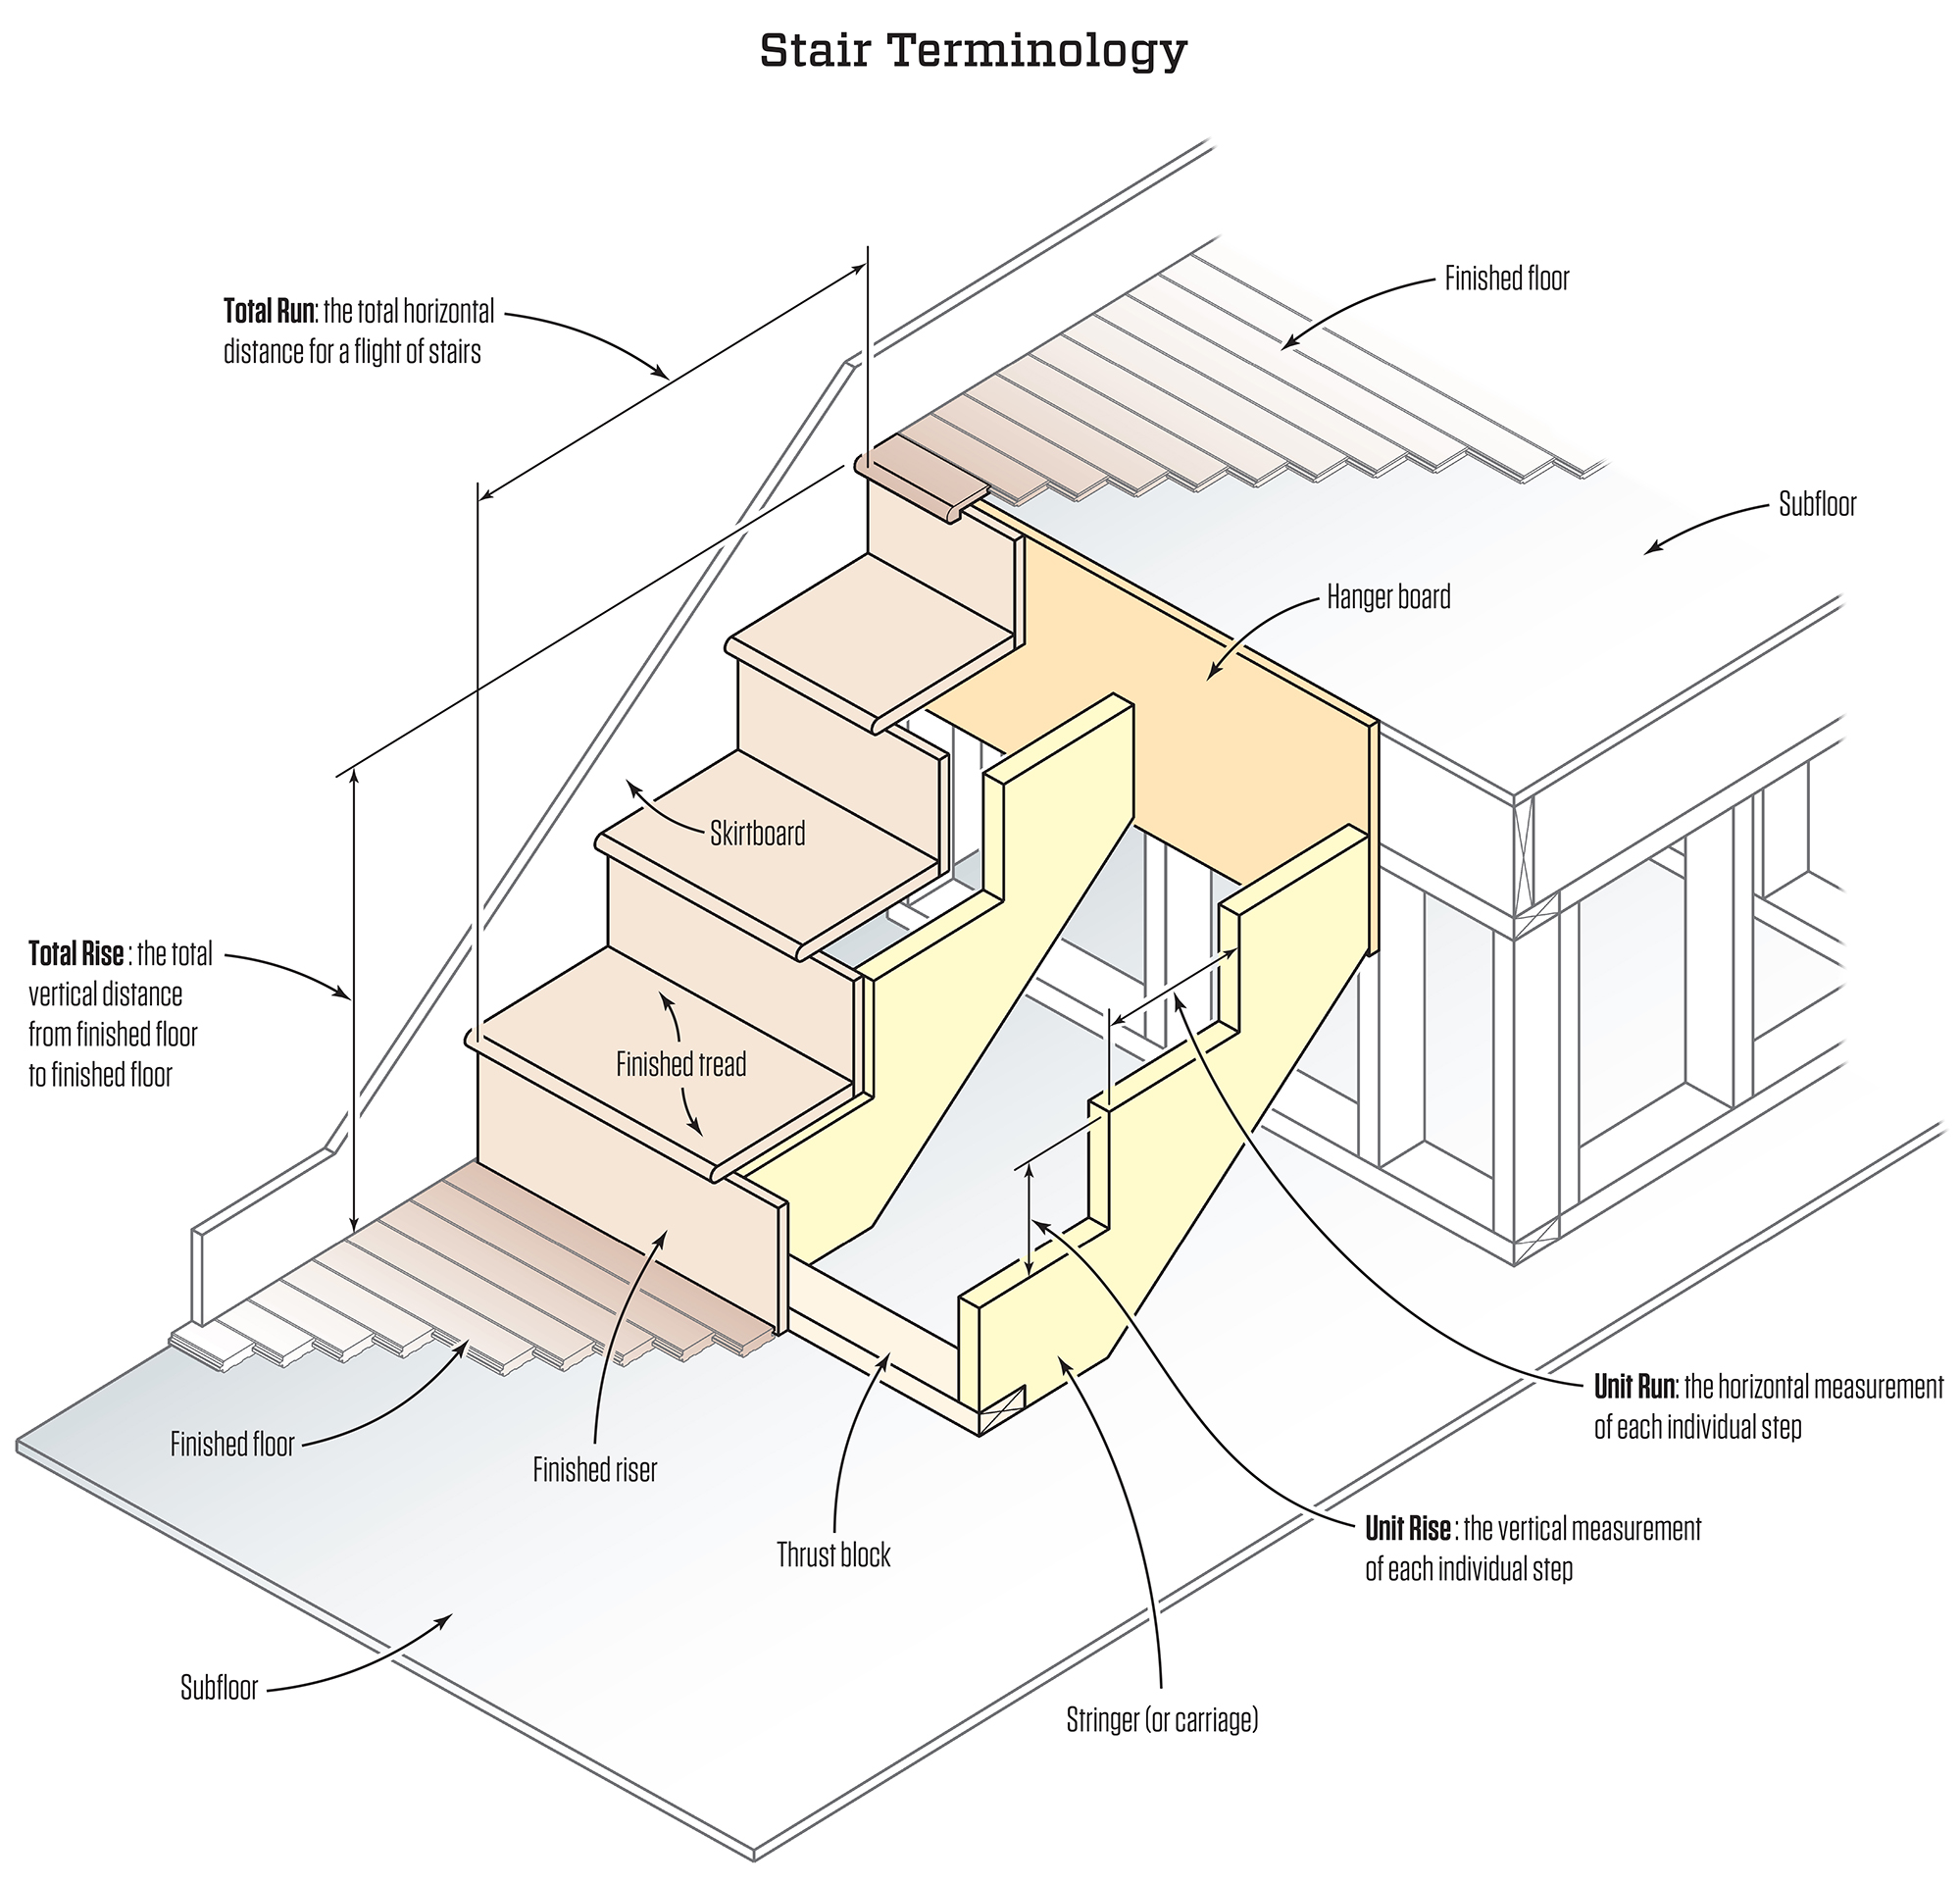 Stair Terminology
Total Run: the total horizontal
distance for a flight of stairs
Finished floor
Subfloor
Hanger board
Skirtboard
Total Rise : the total
vertical distance
from finished floor
to finished floor
Finished tread
Unit Run: the horizontal measurement
of each individual step
Finished floor
Finished riser
Unit Rise : the vertical measurement
of each individual step
Thrust block
Subfloor
Stringer (or carriage)